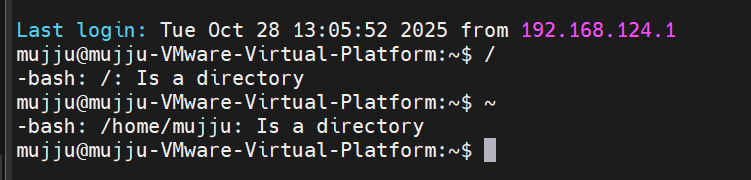 Last login: Tue Oct 28 13:05:52 2025 from 192.168.124.1
mujju@mujju-VMware-Virtual-Platform:~$ /
-bash: /: Is a directory
mujju@mujju-VMware-Virtual-Platform:~$ ~
-bash: /home/mujju: Is a directory
mujju@mujju-VMware-Virtual-Platform:~$